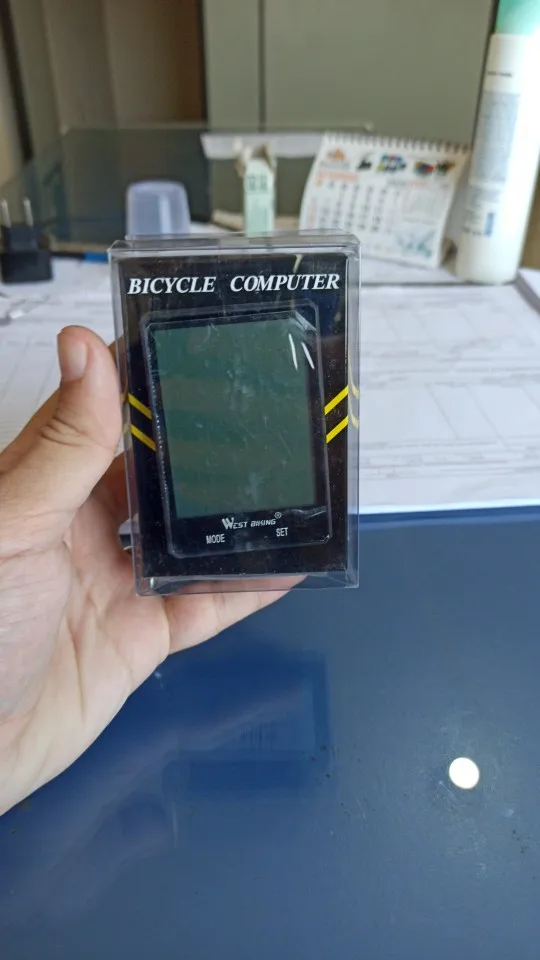 BICYCLE COMPUTER
WEST BIKING®
MODE SET